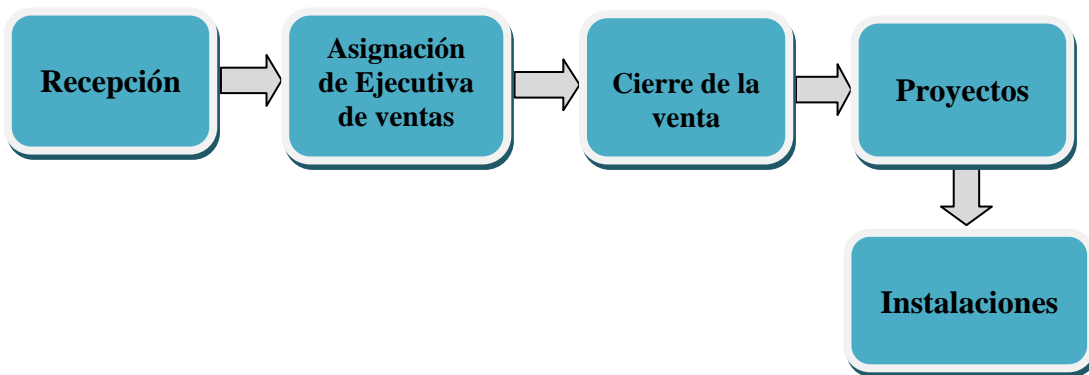 Recepción
Asignación
de Ejecutiva
de ventas
Cierre de la
venta
Proyectos
Instalaciones